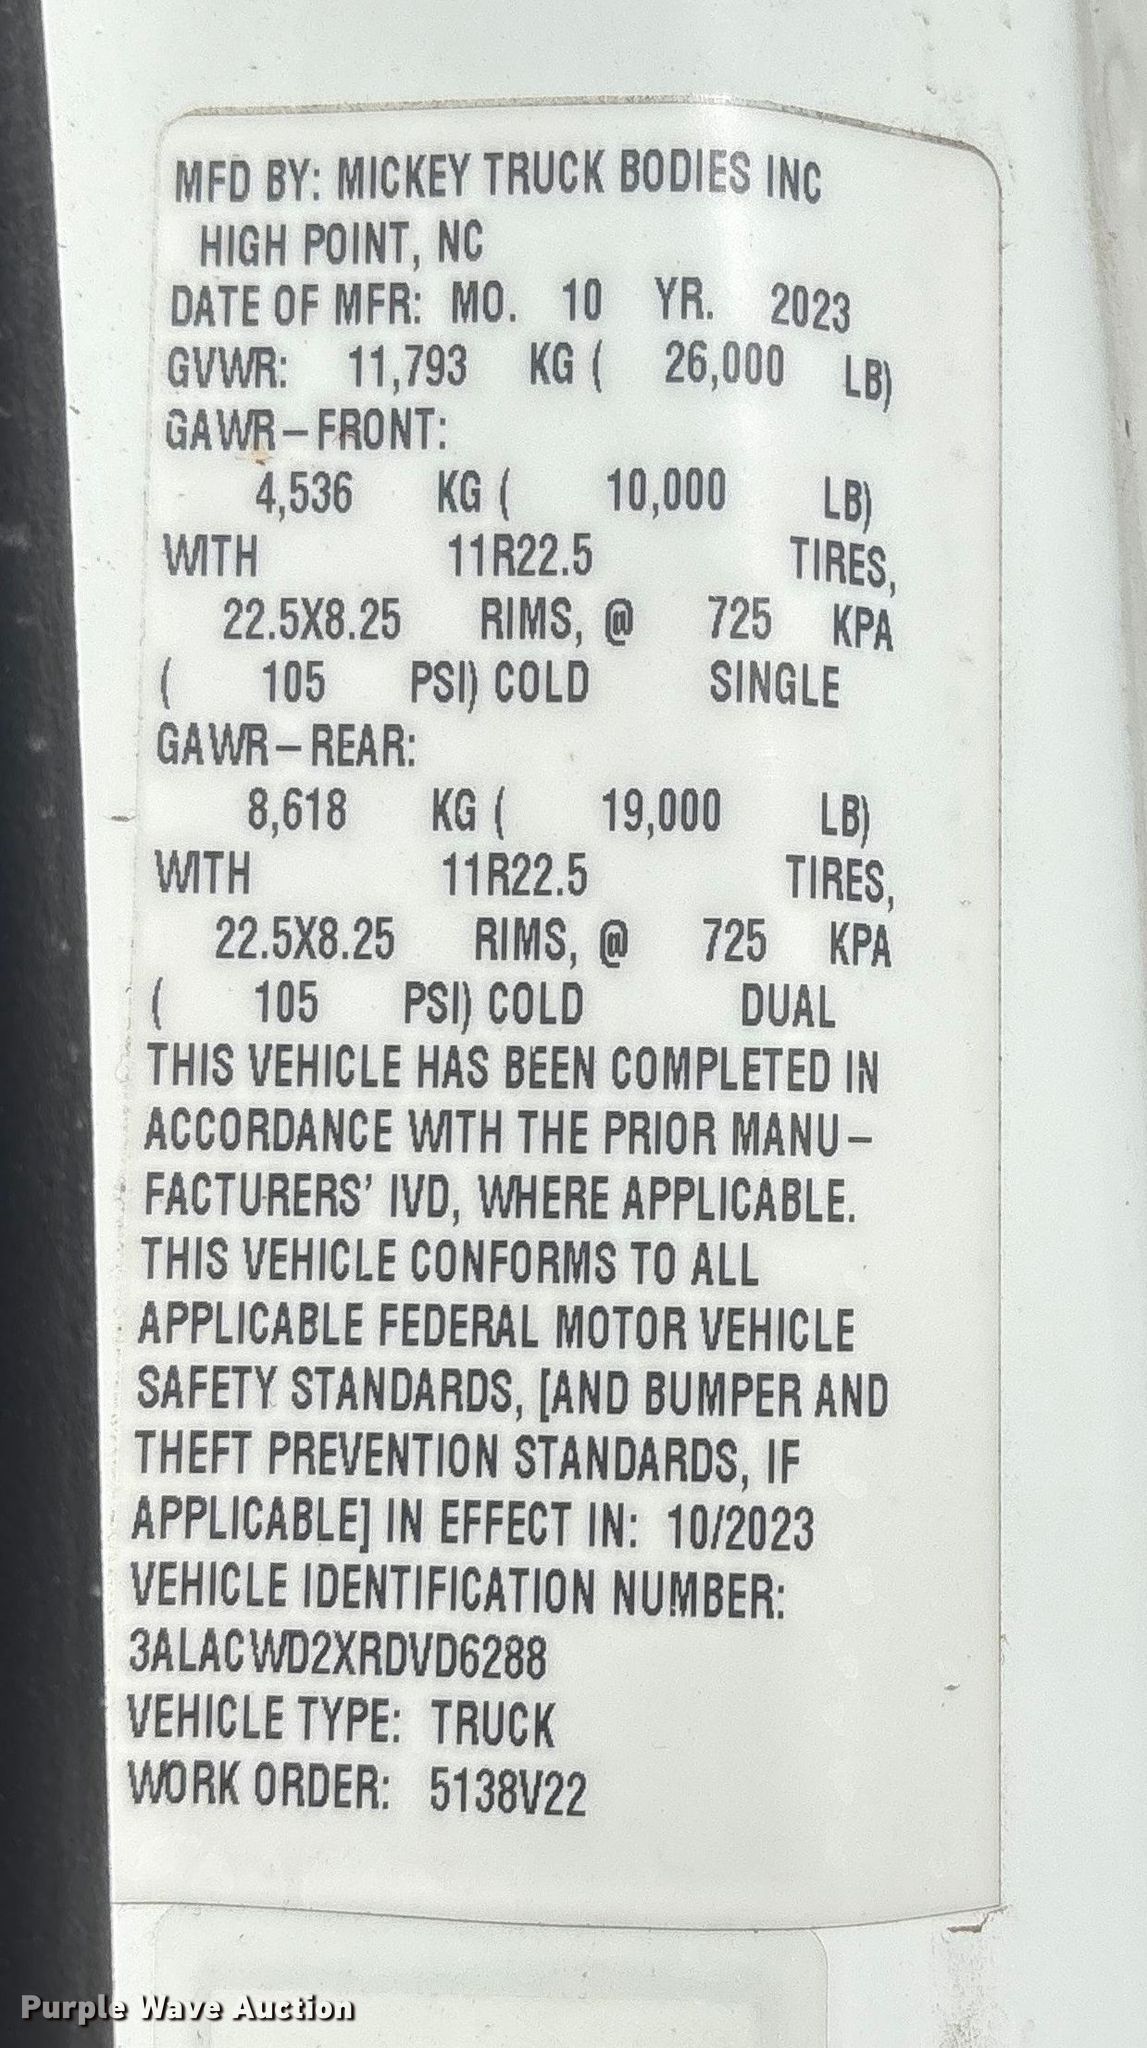 MFD BY: MICKEY TRUCK BODIES INC
HIGH POINT, NC
DATE OF MFR: MO. 10 YR. 2023
GVWR: 11,793 KG ( 26,000 LB)
GAWR–FRONT:
4,536 KG ( 10,000 LB)
WITH 11R22.5 TIRES,
22.5X8.25 RIMS, @ 725 KPA
( 105 PSI) COLD SINGLE
GAWR–REAR:
8,618 KG ( 19,000 LB)
WITH 11R22.5 TIRES,
22.5X8.25 RIMS, @ 725 KPA
( 105 PSI) COLD DUAL
THIS VEHICLE HAS BEEN COMPLETED IN
ACCORDANCE WITH THE PRIOR MANU–
FACTURERS' IVD, WHERE APPLICABLE.
THIS VEHICLE CONFORMS TO ALL
APPLICABLE FEDERAL MOTOR VEHICLE
SAFETY STANDARDS, [AND BUMPER AND
THEFT PREVENTION STANDARDS, IF
APPLICABLE] IN EFFECT IN: 10/2023
VEHICLE IDENTIFICATION NUMBER:
3ALACWD2XRDVD6288
VEHICLE TYPE: TRUCK
WORK ORDER: 5138V22
Purple Wave Auction